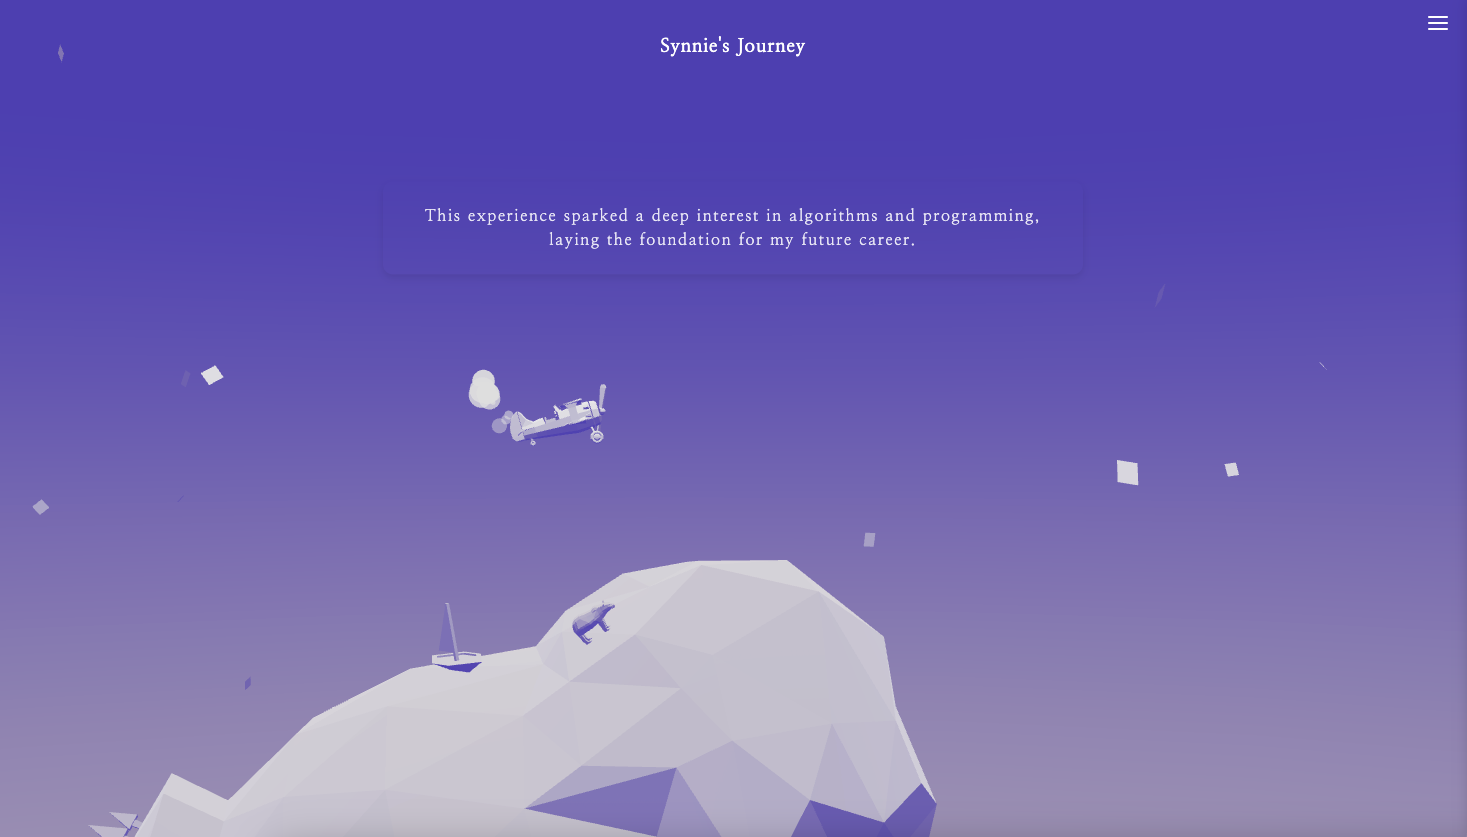 Synnie's Journey
This experience sparked a deep interest in algorithms and programming,
laying the foundation for my future career.